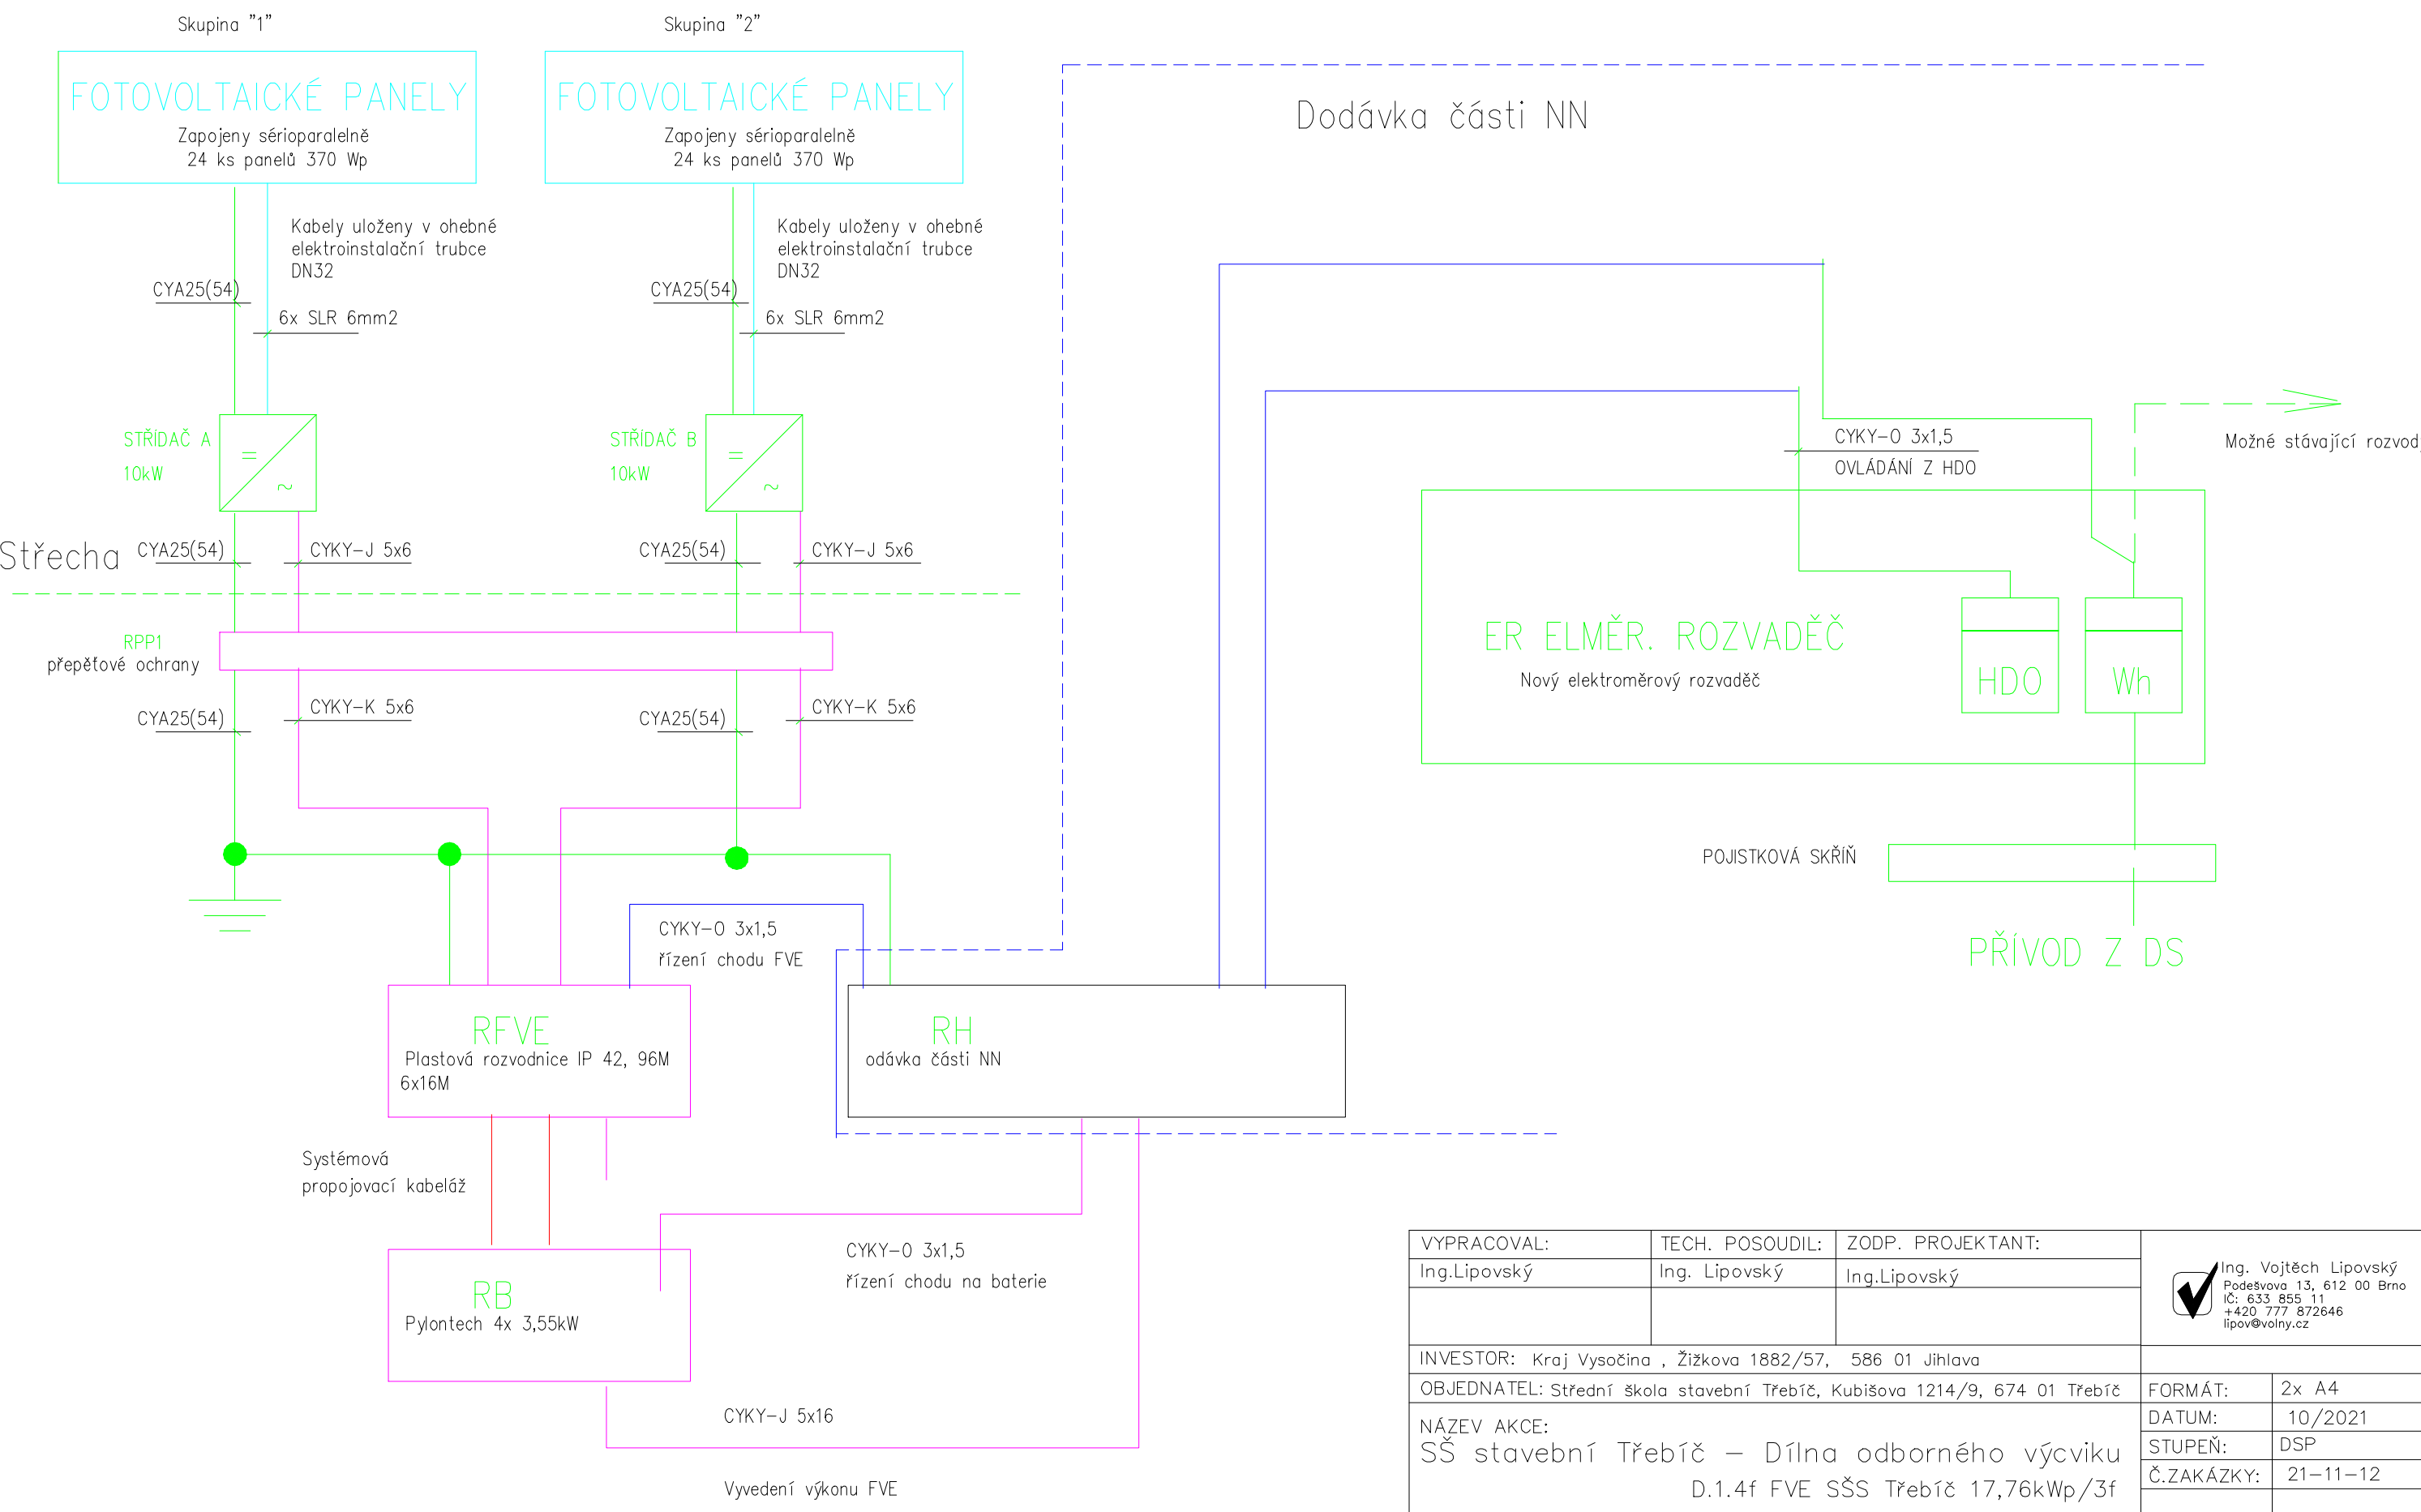 Skupina "1"
FOTOVOLTAICKÉ PANELY
Zapojeny sérioparalelně
24 ks panelů 370 Wp
Skupina "2"
FOTOVOLTAICKÉ PANELY
Zapojeny sérioparalelně
24 ks panelů 370 Wp
Dodávka části NN
Kabely uloženy v ohebné
elektroinstalační trubce
DN32
CYA25(54)
6x SLR 6mm2
Kabely uloženy v ohebné
elektroinstalační trubce
DN32
CYA25(54)
6x SLR 6mm2
STŘÍDAČ A
10kW
=
~
STŘÍDAČ B
10kW
=
~
CYKY-O 3x1,5
OVLÁDÁNÍ Z HDO
Možné stávající rozvody
Střecha
CYA25(54)
CYKY-J 5x6
CYA25(54)
CYKY-J 5x6
RPP1
přepěťové ochrany
ER ELMĚR. ROZVADĚČ
Nový elektroměrový rozvaděč
HDO
Wh
CYA25(54)
CYKY-K 5x6
CYA25(54)
CYKY-K 5x6
POJISTKOVÁ SKŘÍŇ
PŘÍVOD Z DS
CYKY-O 3x1,5
řízení chodu FVE
RFVE
Plastová rozvodnice IP 42, 96M
6x16M
RH
odávka části NN
Systémová
propojovací kabeláž
CYKY-O 3x1,5
řízení chodu na baterie
RB
Pylontech 4x 3,55kW
CYKY-J 5x16
Vyvedení výkonu FVE
VYPRACOVAL:
TECH. POSOUDIL:
ZODP. PROJEKTANT:
Ing.Lipovský
Ing. Lipovský
Ing.Lipovský
Ing. Vojtěch Lipovský
Podešvova 13, 612 00 Brno
IČ: 633 855 11
+420 777 872646
lipov@volny.cz
INVESTOR: Kraj Vysočina , Žižkova 1882/57, 586 01 Jihlava
OBJEDNATEL: Střední škola stavební Třebíč, Kubišova 1214/9, 674 01 Třebíč
FORMÁT: 2x A4
DATUM: 10/2021
STUPEŇ: DSP
Č.ZAKÁZKY: 21-11-12
NÁZEV AKCE:
SŠ stavební Třebíč - Dílna odborného výcviku
D.1.4f FVE SŠS Třebíč 17,76kWp/3f